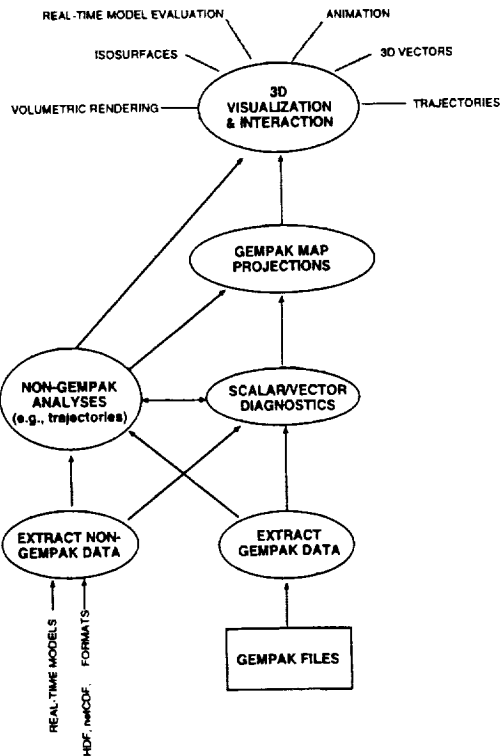 REAL-TIME MODEL EVALUATION
ANIMATION
ISOSURFACES
3D VECTORS
3D
VISUALIZATION
& INTERACTION
VOLUMETRIC RENDERING
TRAJECTORIES
GEMPAK MAP
PROJECTIONS
NON-GEMPAK
ANALYSES
(e.g., trajectories)
SCALAR/VECTOR
DIAGNOSTICS
EXTRACT NON-
GEMPAK DATA
EXTRACT
GEMPAK DATA
REAL-TIME MODELS
HDF, netCDF, FORMATS
GEMPAK FILES